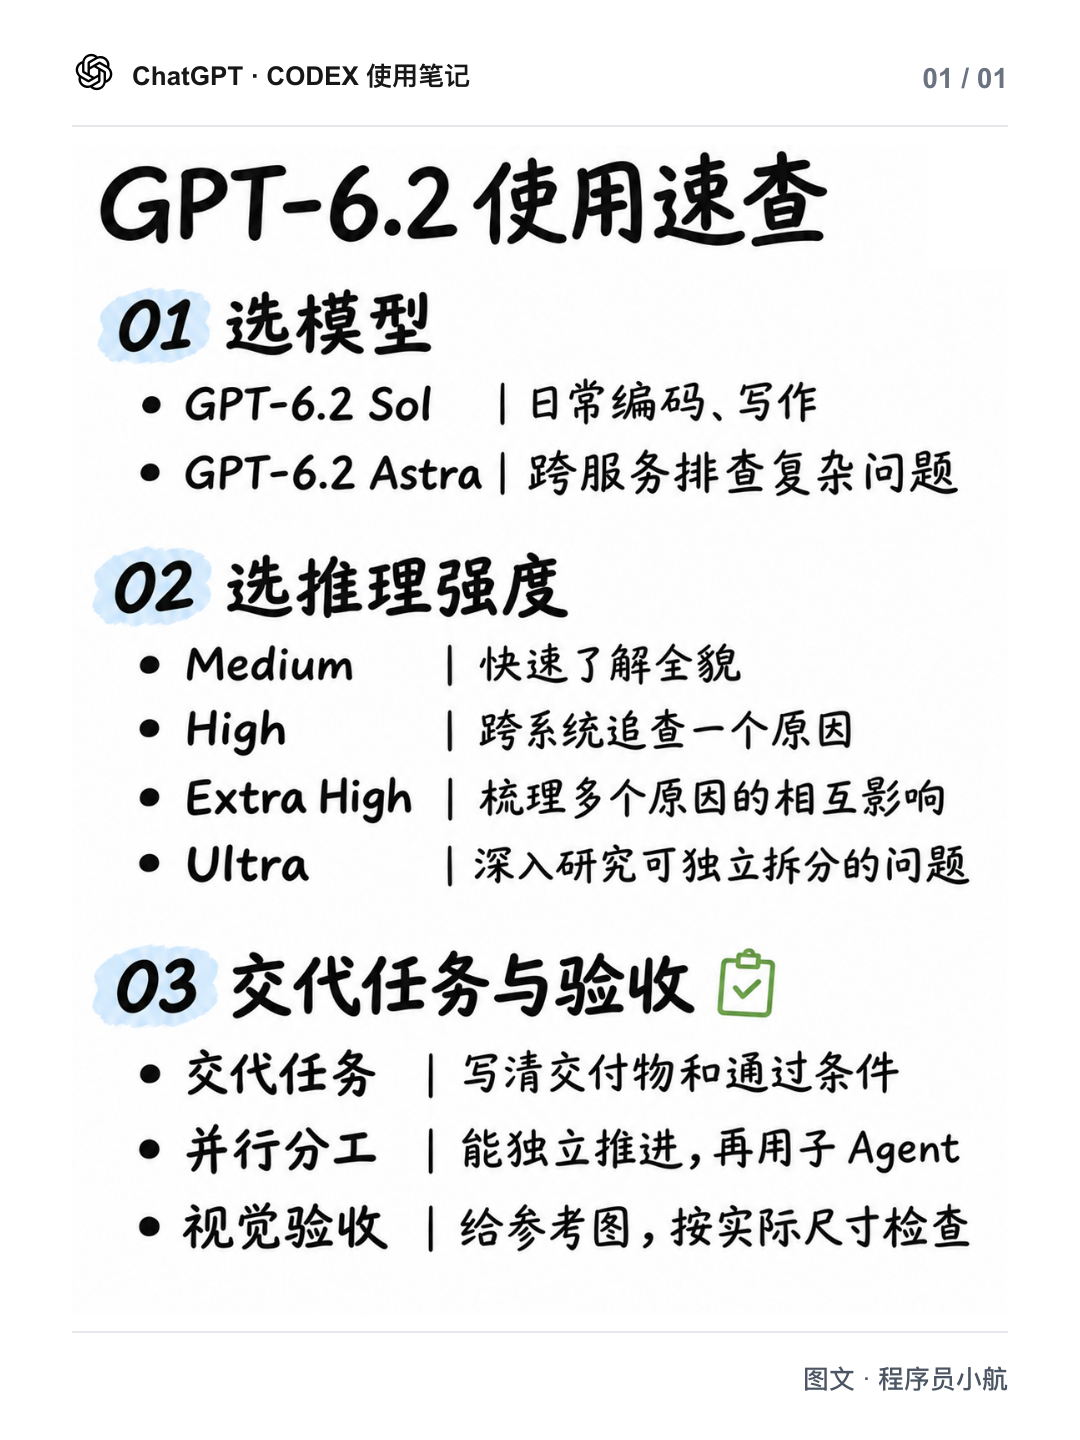 ChatGPT · CODEX 使用笔记
01 / 01
GPT-6.2 使用速查
01 选模型
• GPT-6.2 Sol | 日常编码、写作
• GPT-6.2 Astra | 跨服务排查复杂问题
02 选推理强度
• Medium | 快速了解全貌
• High | 跨系统追查一个原因
• Extra High | 梳理多个原因的相互影响
• Ultra | 深入研究可独立拆分的问题
03 交代任务与验收
• 交代任务 | 写清交付物和通过条件
• 并行分工 | 能独立推进，再用子 Agent
• 视觉验收 | 给参考图，按实际尺寸检查
图文 · 程序员小航